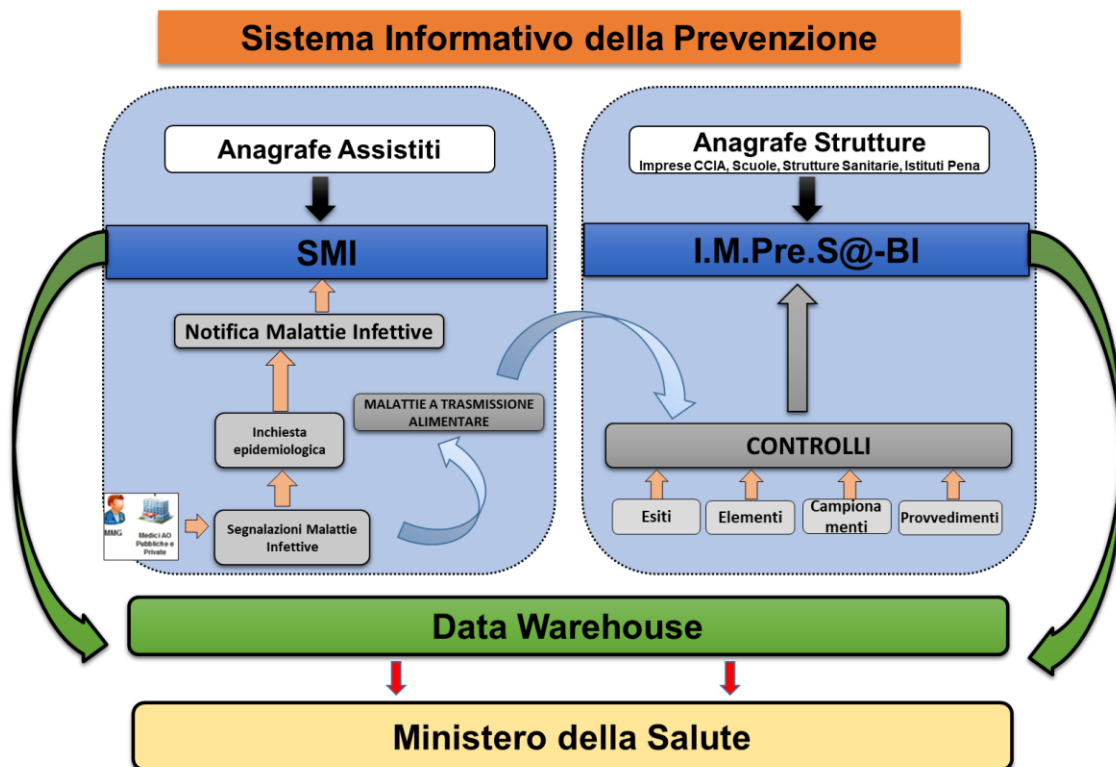 Sistema Informativo della Prevenzione
Anagrafe Assistiti
Anagrafe Strutture
Imprese CCIA, Scuole, Strutture Sanitarie, Istituti Pena
SMI
I.M.Pre.S@-BI
Notifica Malattie Infettive
MALATTIE A TRASMISSIONE
ALIMENTARE
Inchiesta
epidemiologica
CONTROLLI
Esiti
Elementi
Campiona
menti
Provvedimenti
MMG
Medici AO
Pubbliche e
Private
Segnalazioni Malattie
Infettive
Data Warehouse
Ministero della Salute